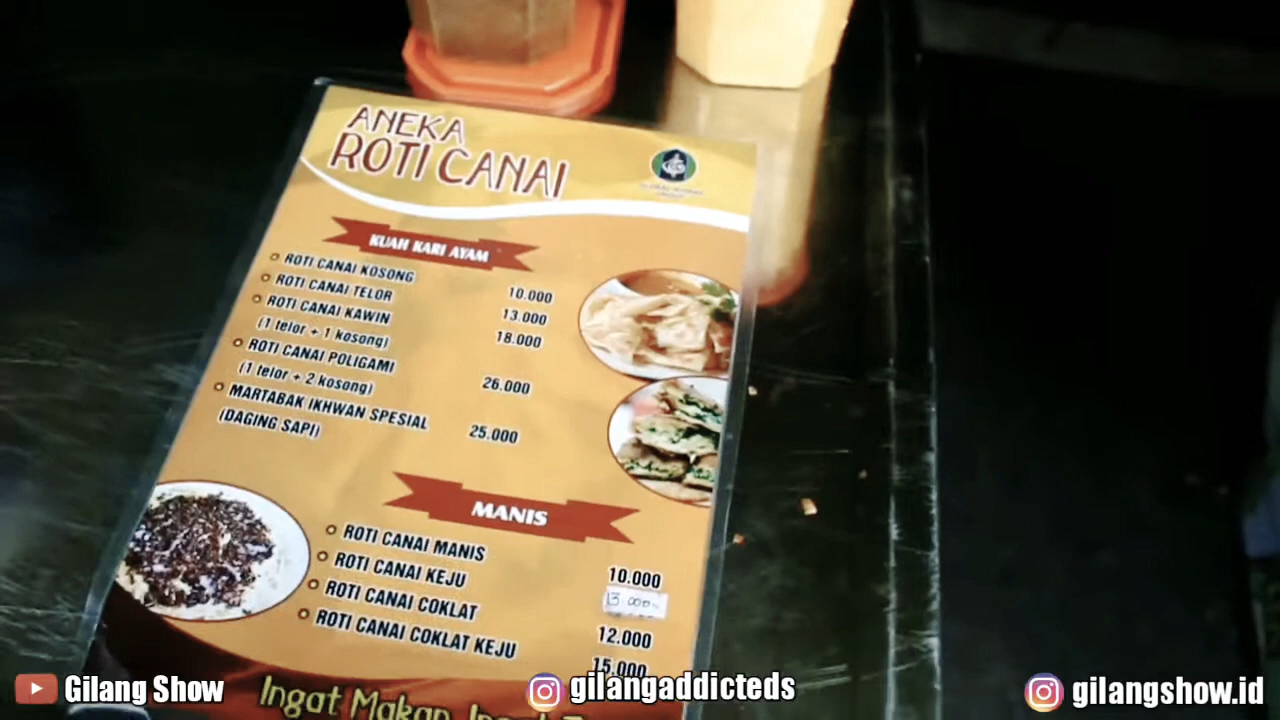 ANEKA
ROTI CANAI
KUAH KARI AYAM
ROTI CANAI KOSONG 10.000
ROTI CANAI TELOR 13.000
ROTI CANAI KAWIN 18.000
(1 telor + 1 kosong)
ROTI CANAI POLIGAMI 26.000
(1 telor + 2 kosong)
MARTABAK IKHWAN SPESIAL 25.000
(DAGING SAPI)
MANIS
ROTI CANAI MANIS 10.000
ROTI CANAI KEJU 13.000
ROTI CANAI COKLAT 12.000
ROTI CANAI COKLAT KEJU 15.000
Ingat Makan Ingat
Gilang Show
gilangaddicteds
gilangshow.id